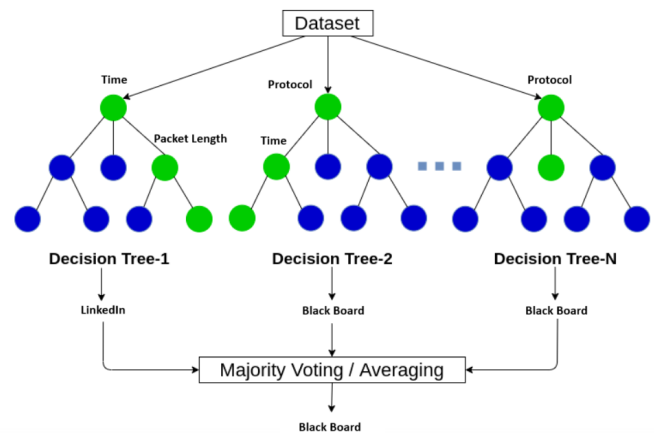 Dataset
Time
Protocol
Protocol
Packet Length
Time
Decision Tree-1
Decision Tree-2
Decision Tree-N
LinkedIn
Black Board
Black Board
Majority Voting / Averaging
Black Board